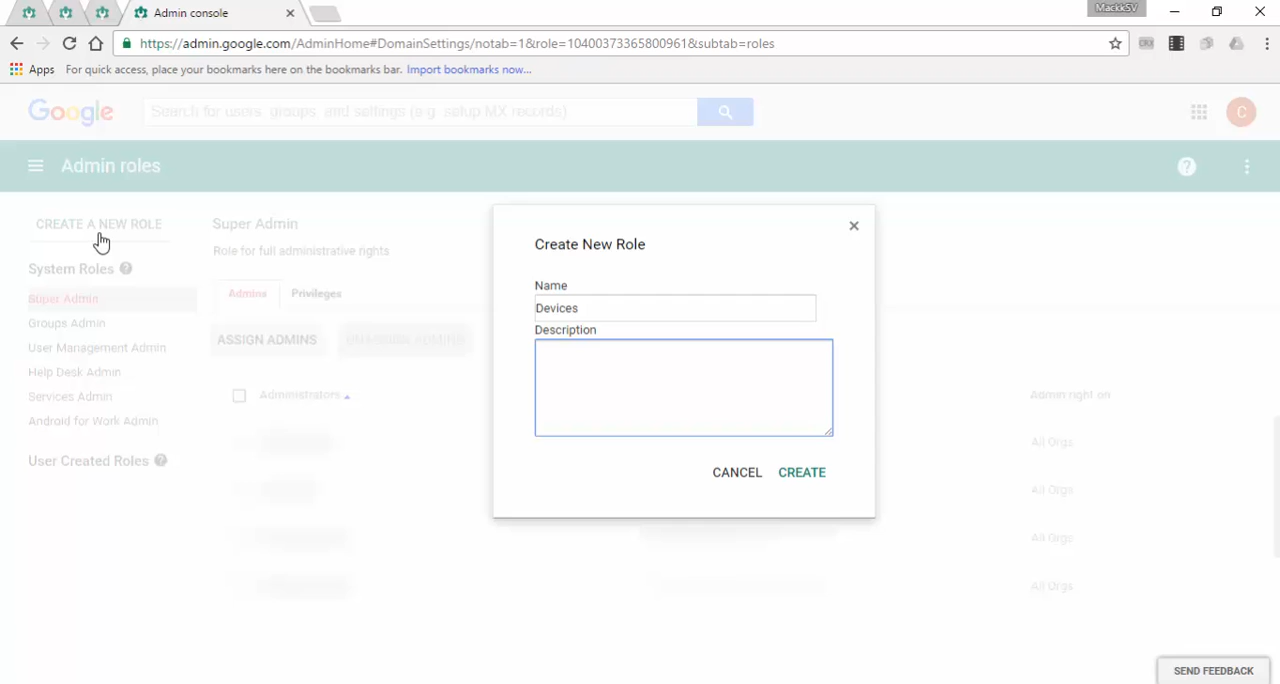 Admin console
MackkSV
https://admin.google.com/AdminHome#DomainSettings/notab=1&role=10400373365800961&subtab=roles
Apps For quick access, place your bookmarks here on the bookmarks bar. Import bookmarks now...
Google Search for users, groups, and settings (e.g. setup MX records) C
Admin roles
CREATE A NEW ROLE
System Roles
Super Admin
Groups Admin
User Management Admin
Help Desk Admin
Services Admin
Android for Work Admin
User Created Roles
Super Admin
Role for full administrative rights
Admins Privileges
ASSIGN ADMINS
Administrators
Admin right on
All Orgs
All Orgs
All Orgs
All Orgs
Create New Role
Name
Devices
Description
CANCEL CREATE
SEND FEEDBACK